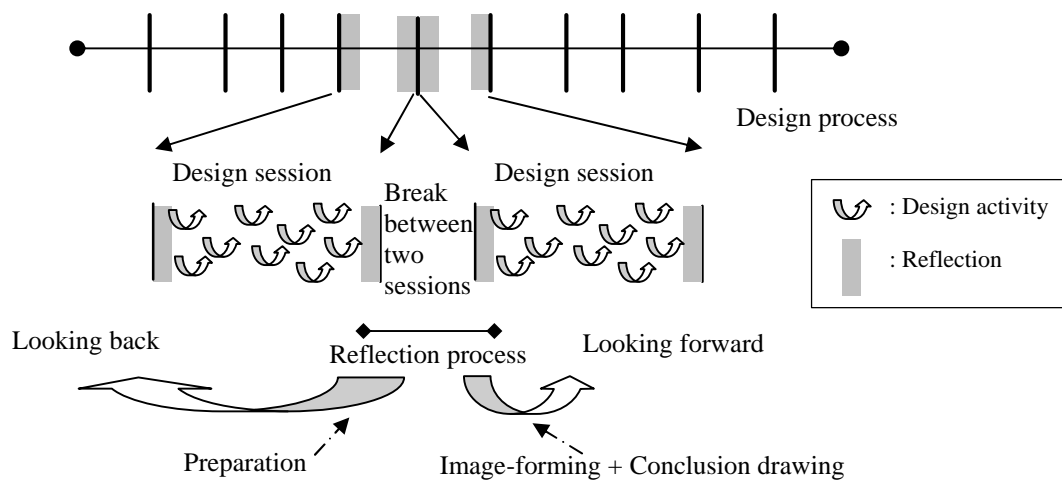 Design process
Design session
Design session
Break
between
two
sessions
: Design activity
: Reflection
Looking back
Reflection process
Looking forward
Preparation
Image-forming + Conclusion drawing